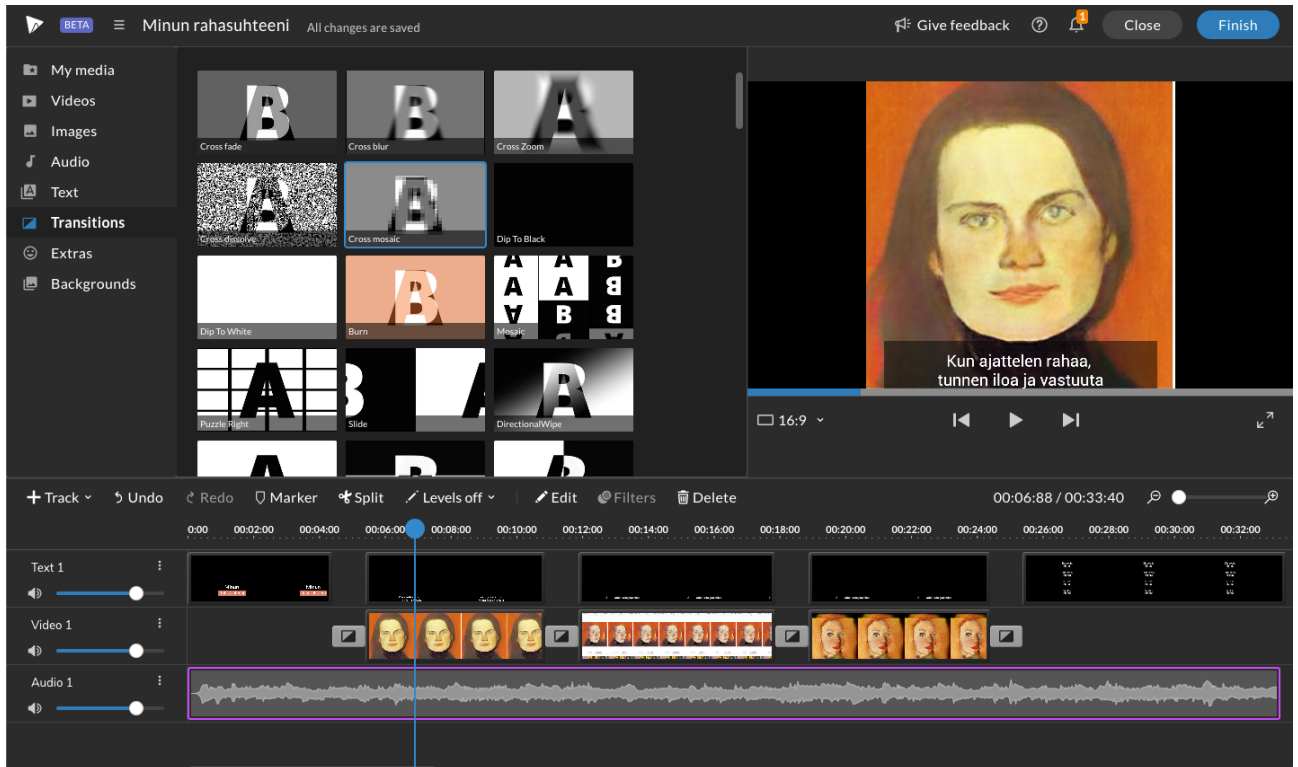 BETA
Minun rahasuhteeni
All changes are saved
Give feedback
1
Close
Finish
My media
Videos
Images
Audio
Text
Transitions
Extras
Backgrounds
Cross fade
Cross blur
Cross Zoom
Cross dissolve
Cross mosaic
Dip To Black
Dip To White
Burn
Mosaic
Puzzle Right
Slide
DirectionalWipe
Kun ajattelen rahaa,
tunnen iloa ja vastuuta
16:9
Track
Undo
Redo
Marker
Split
Levels off
Edit
Filters
Delete
00:06:88 / 00:33:40
0:00 00:02:00 00:04:00 00:06:00 00:08:00 00:10:00 00:12:00 00:14:00 00:16:00 00:18:00 00:20:00 00:22:00 00:24:00 00:26:00 00:28:00 00:30:00 00:32:00
Text 1
Minun
Minun
Video 1
Audio 1